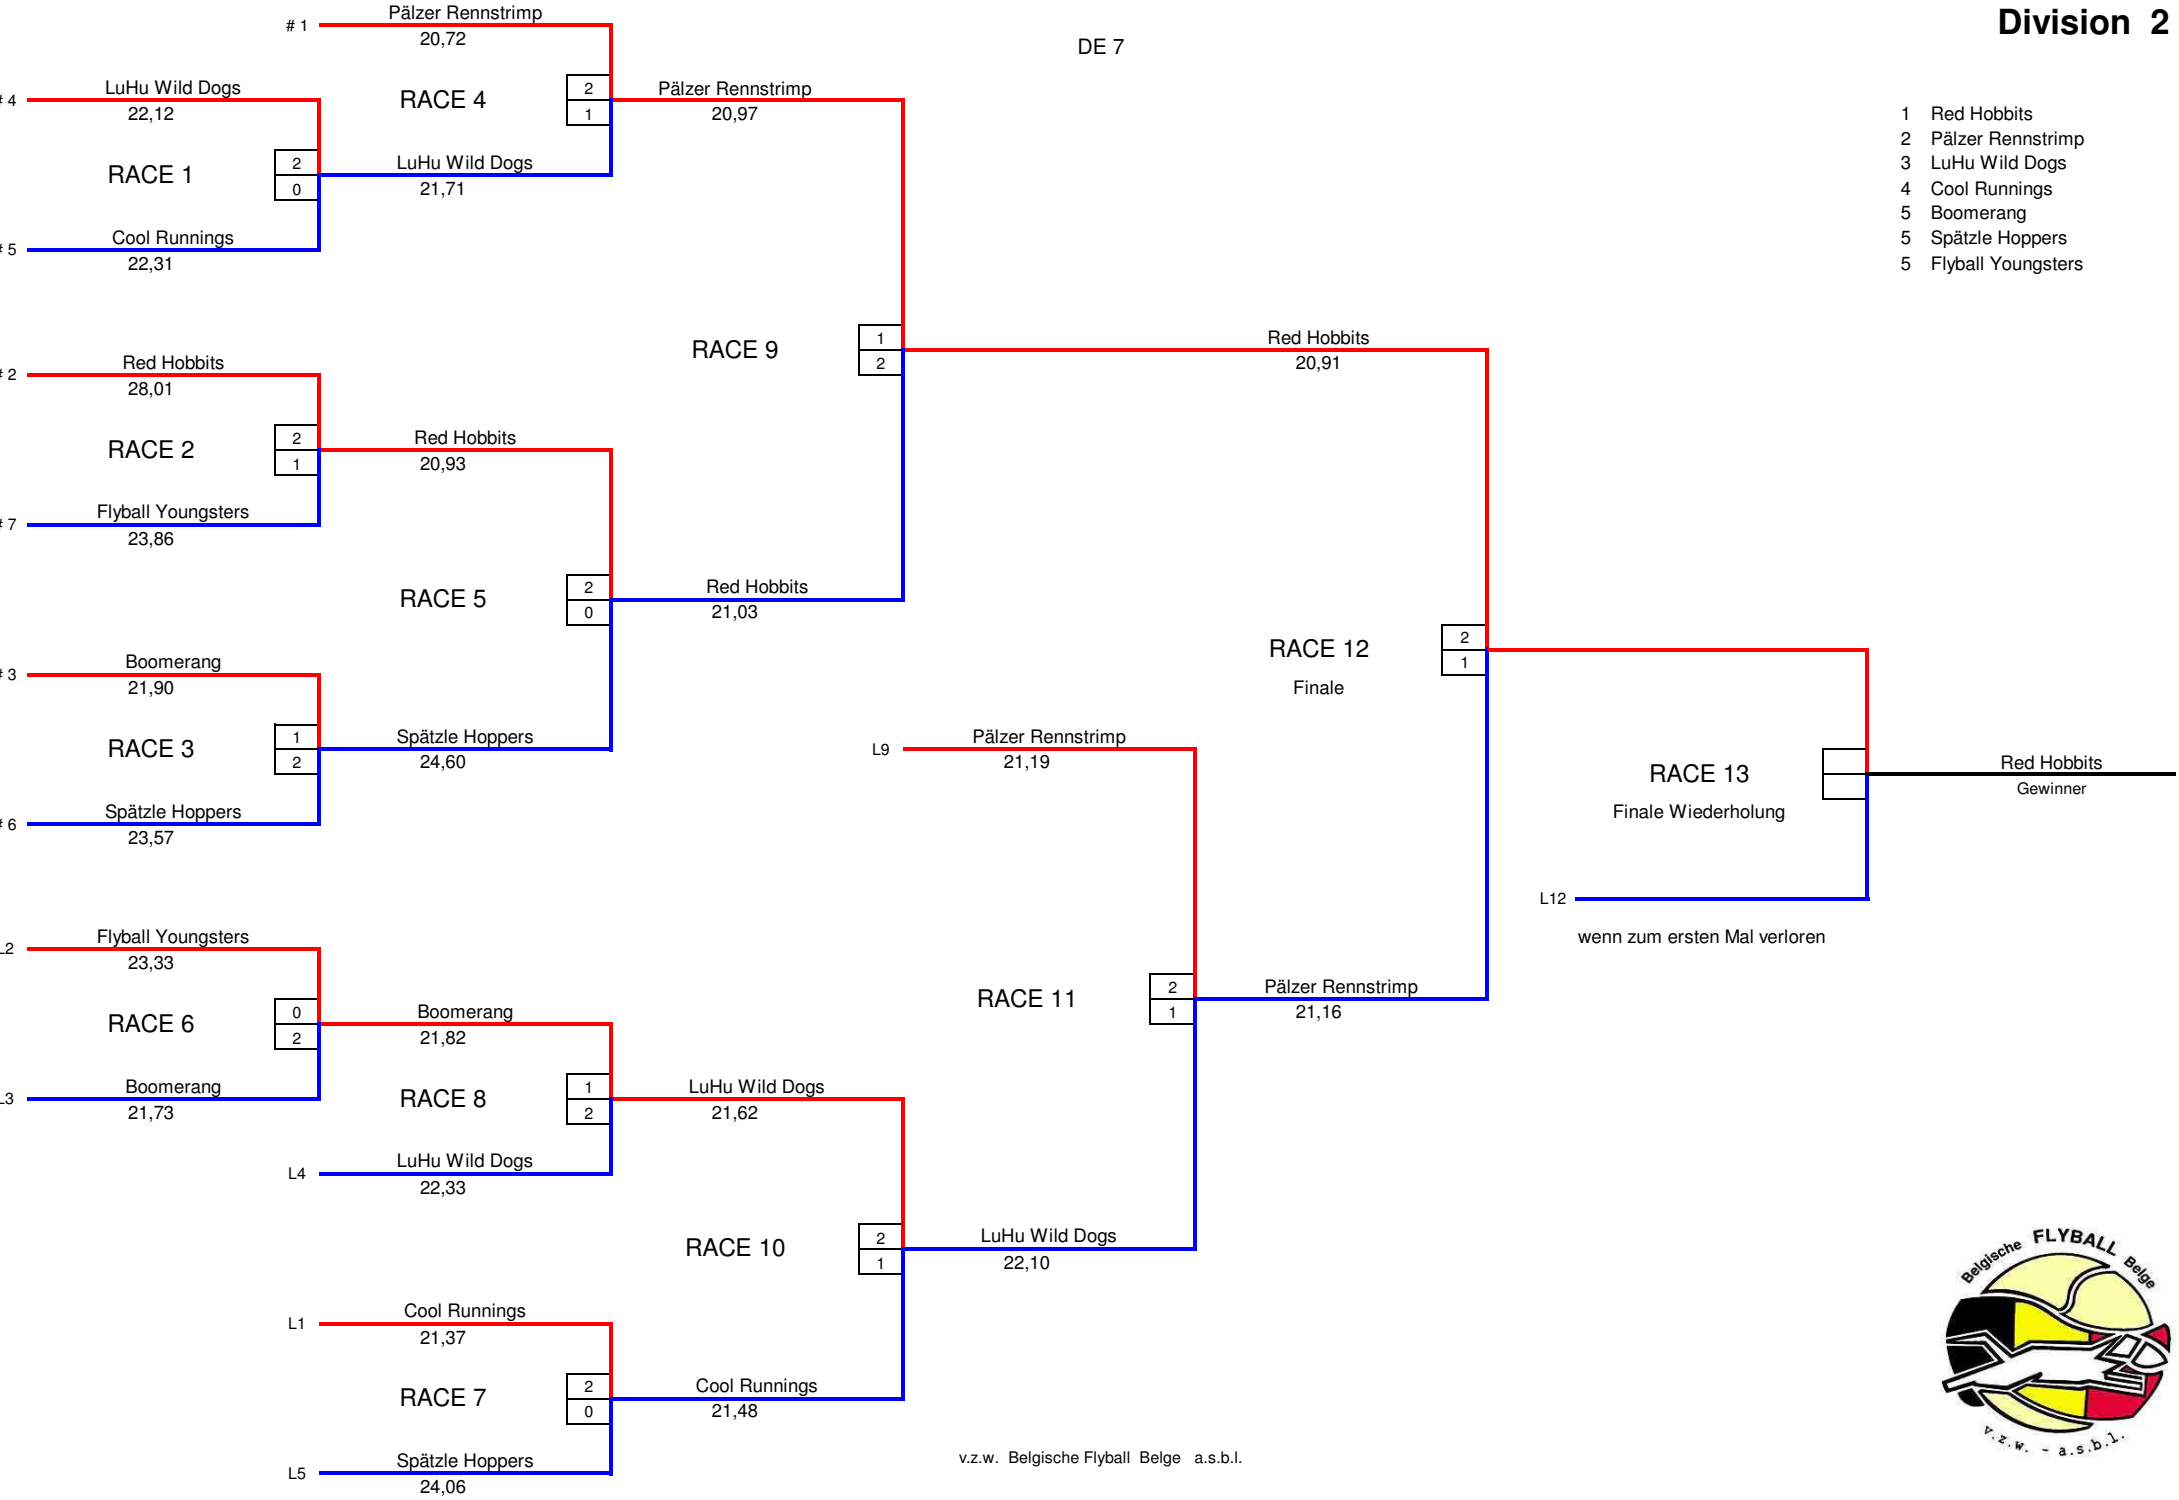 Division 2
DE 7
1 Red Hobbits
2 Pälzer Rennstrimp
3 LuHu Wild Dogs
4 Cool Runnings
5 Boomerang
5 Spätzle Hoppers
5 Flyball Youngsters
# 1 Pälzer Rennstrimp
20,72
# 4 LuHu Wild Dogs
22,12
RACE 1
2
0
# 5 Cool Runnings
22,31
RACE 4
2
1
LuHu Wild Dogs
21,71
Pälzer Rennstrimp
20,97
# 2 Red Hobbits
28,01
RACE 2
2
1
# 7 Flyball Youngsters
23,86
Red Hobbits
20,93
RACE 5
2
0
# 3 Boomerang
21,90
RACE 3
1
2
# 6 Spätzle Hoppers
23,57
Spätzle Hoppers
24,60
RACE 9
1
2
Red Hobbits
21,03
Red Hobbits
20,91
RACE 12
Finale
2
1
L9 Pälzer Rennstrimp
21,19
RACE 11
2
1
Pälzer Rennstrimp
21,16
RACE 13
Finale Wiederholung
Red Hobbits
Gewinner
L12
wenn zum ersten Mal verloren
L2 Flyball Youngsters
23,33
RACE 6
0
2
L3 Boomerang
21,73
Boomerang
21,82
RACE 8
1
2
L4 LuHu Wild Dogs
22,33
LuHu Wild Dogs
21,62
RACE 10
2
1
LuHu Wild Dogs
22,10
L1 Cool Runnings
21,37
RACE 7
2
0
Cool Runnings
21,48
L5 Spätzle Hoppers
24,06
v.z.w. Belgische Flyball Belge a.s.b.l.
Belgische FLYBALL Belge
v.z.w. - a.s.b.l.